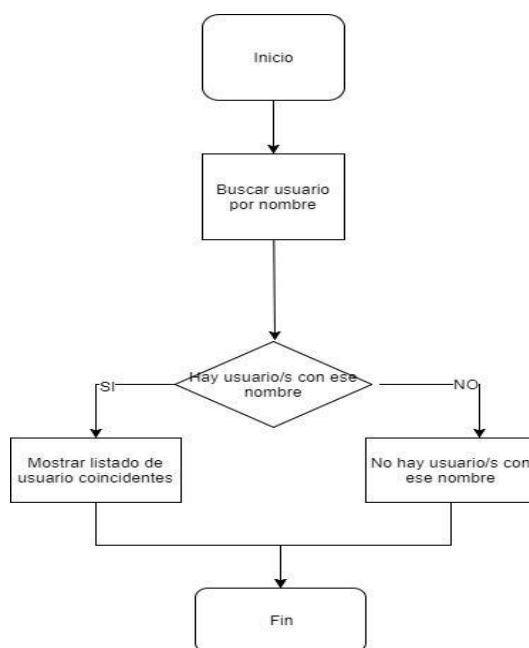 Inicio
Buscar usuario
por nombre
Hay usuario/s con ese
nombre
SI
NO
Mostrar listado de
usuario coincidentes
No hay usuario/s con
ese nombre
Fin